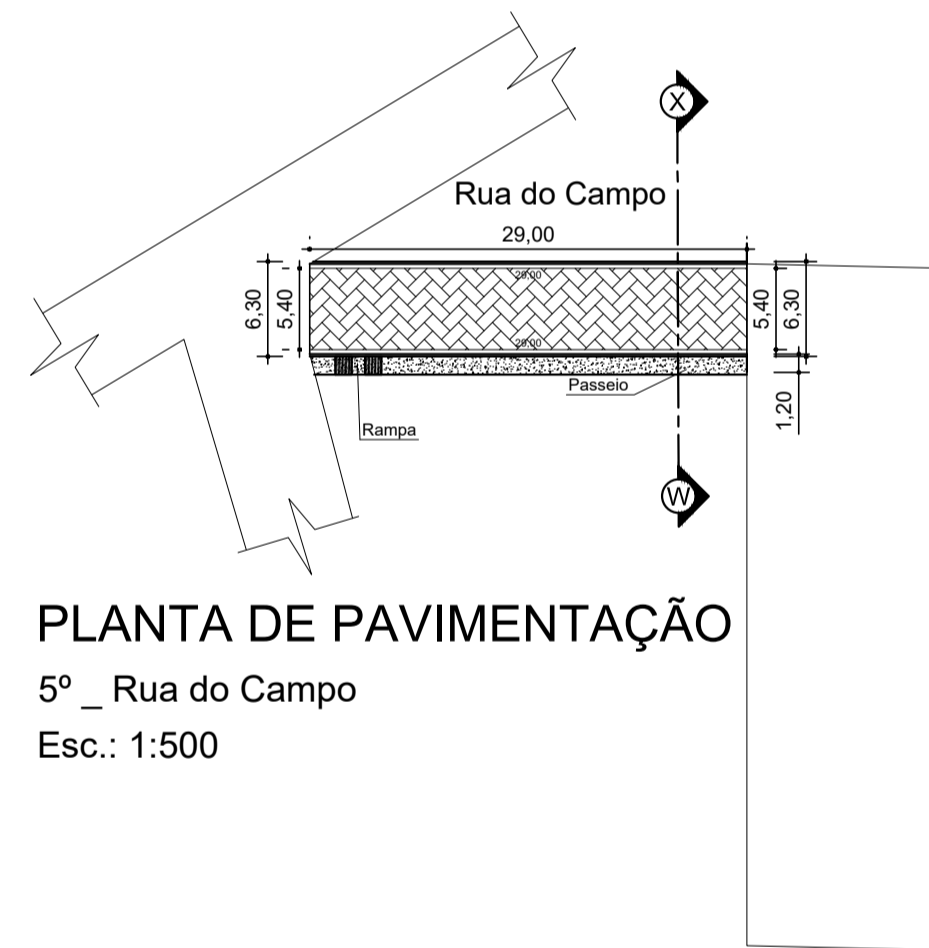 X
Rua do Campo
29,00
6,30
5,40
29,00
29,00
5,40
6,30
Passeio
1,20
Rampa
W
PLANTA DE PAVIMENTAÇÃO
5º _ Rua do Campo
Esc.: 1:500